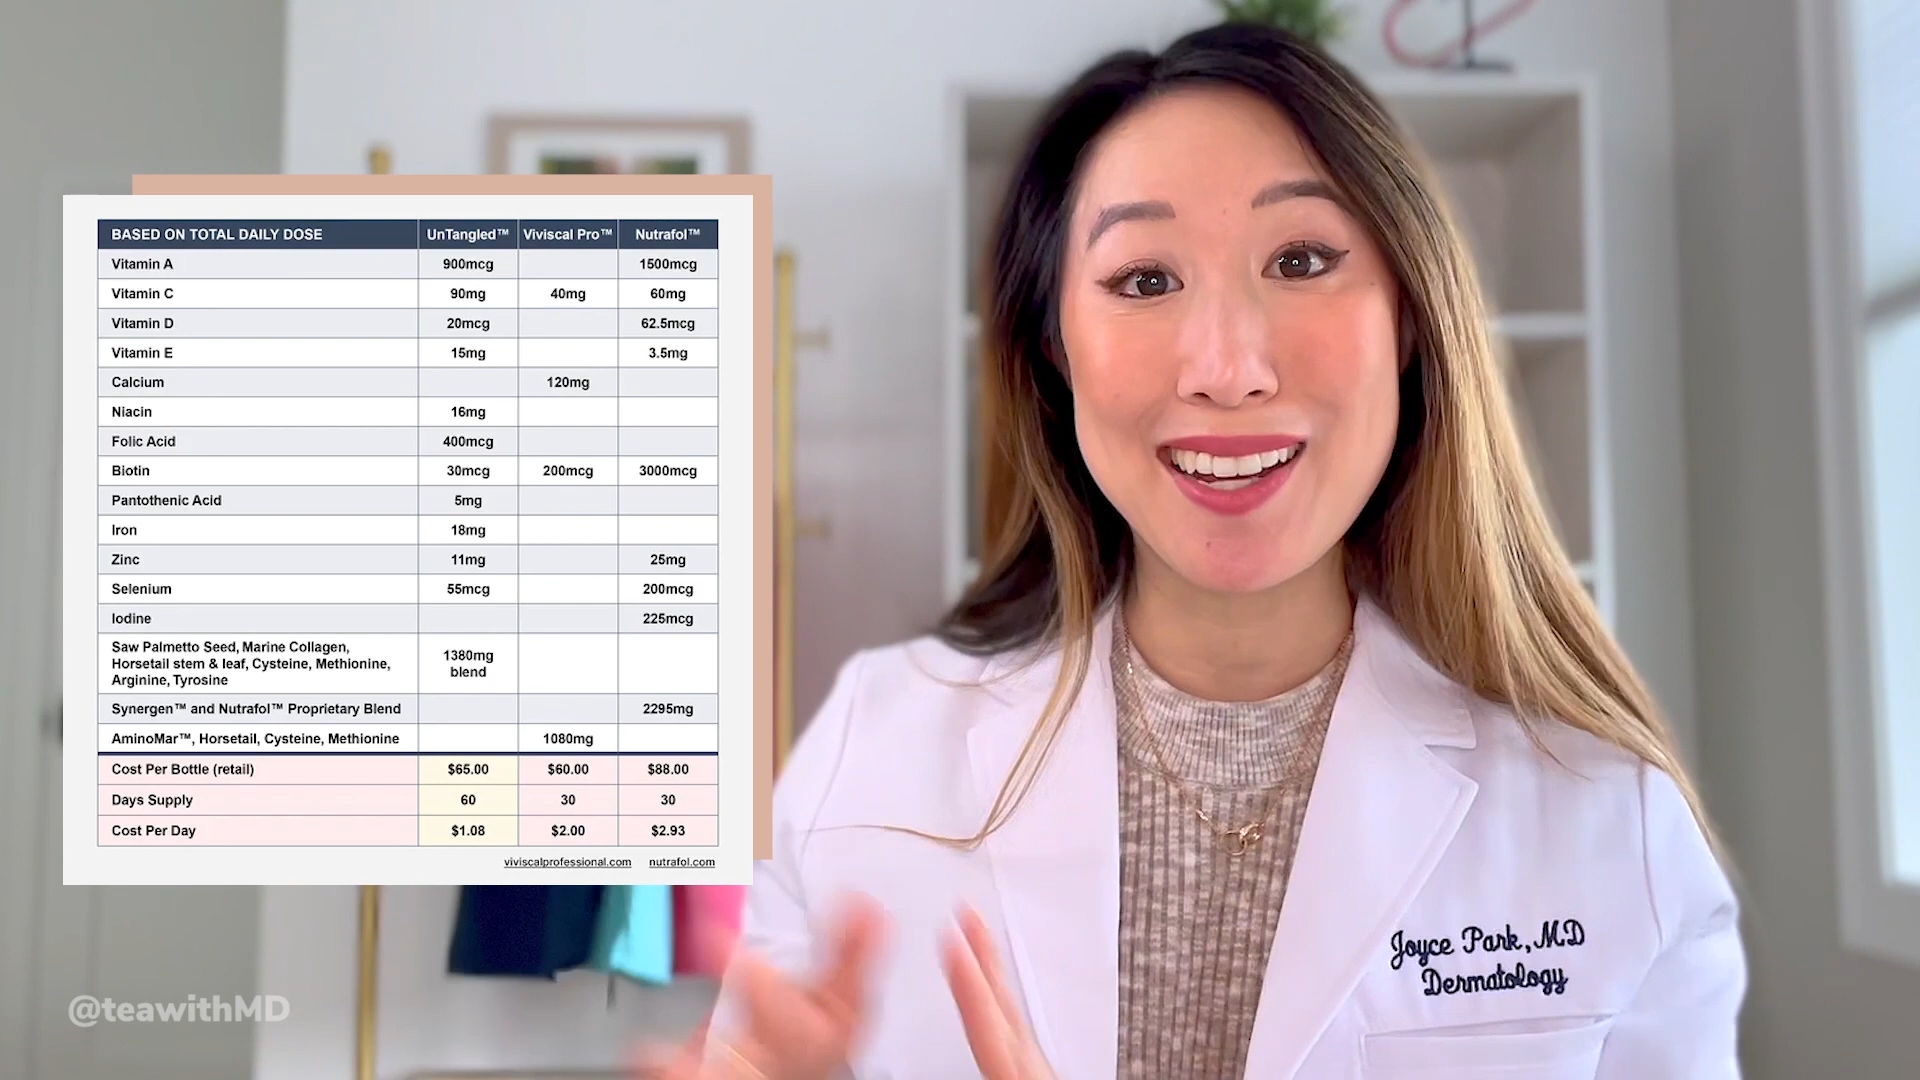 BASED ON TOTAL DAILY DOSE UnTangled™ Viviscal Pro™ Nutrafol™
Vitamin A 900mcg 1500mcg
Vitamin C 90mg 40mg 60mg
Vitamin D 20mcg 62.5mcg
Vitamin E 15mg 3.5mg
Calcium 120mg
Niacin 16mg
Folic Acid 400mcg
Biotin 30mcg 200mcg 3000mcg
Pantothenic Acid 5mg
Iron 18mg
Zinc 11mg 25mg
Selenium 55mcg 200mcg
Iodine 225mcg
Saw Palmetto Seed, Marine Collagen,
Horsetail stem & leaf, Cysteine, Methionine,
Arginine, Tyrosine
1380mg
blend
Synergen™ and Nutrafol™ Proprietary Blend 2295mg
AminoMar™, Horsetail, Cysteine, Methionine 1080mg
Cost Per Bottle (retail) $65.00 $60.00 $88.00
Days Supply 60 30 30
Cost Per Day $1.08 $2.00 $2.93
viviscalprofessional.com nutrafol.com
Joyce Park, MD
Dermatology
@teawithMD